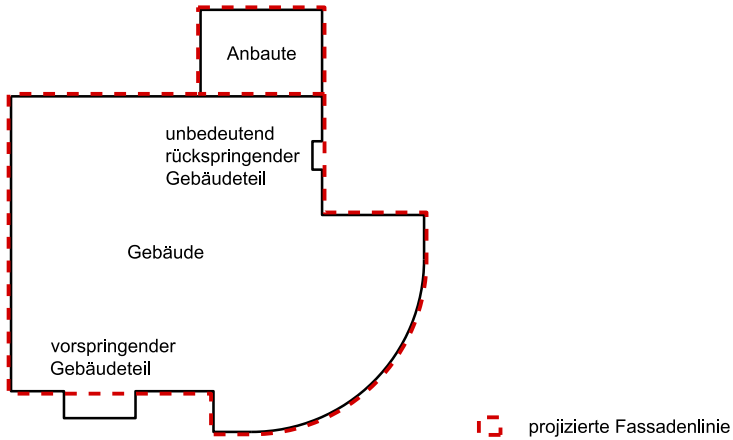 Anbaute
unbedeutend
rückspringender
Gebäudeteil
Gebäude
vorspringender
Gebäudeteil
projizierte Fassadenlinie